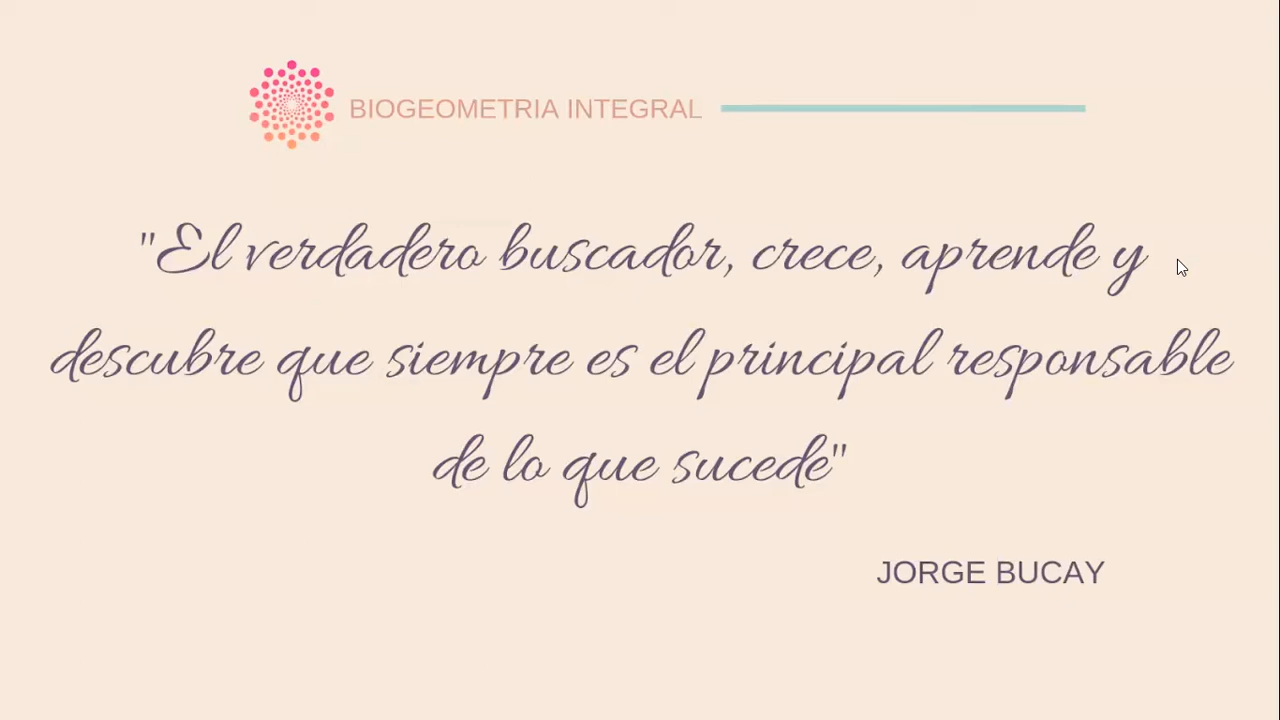 BIOGEOMETRIA INTEGRAL
"El verdadero buscador, crece, aprende y
descubre que siempre es el principal responsable
de lo que sucede"
JORGE BUCAY